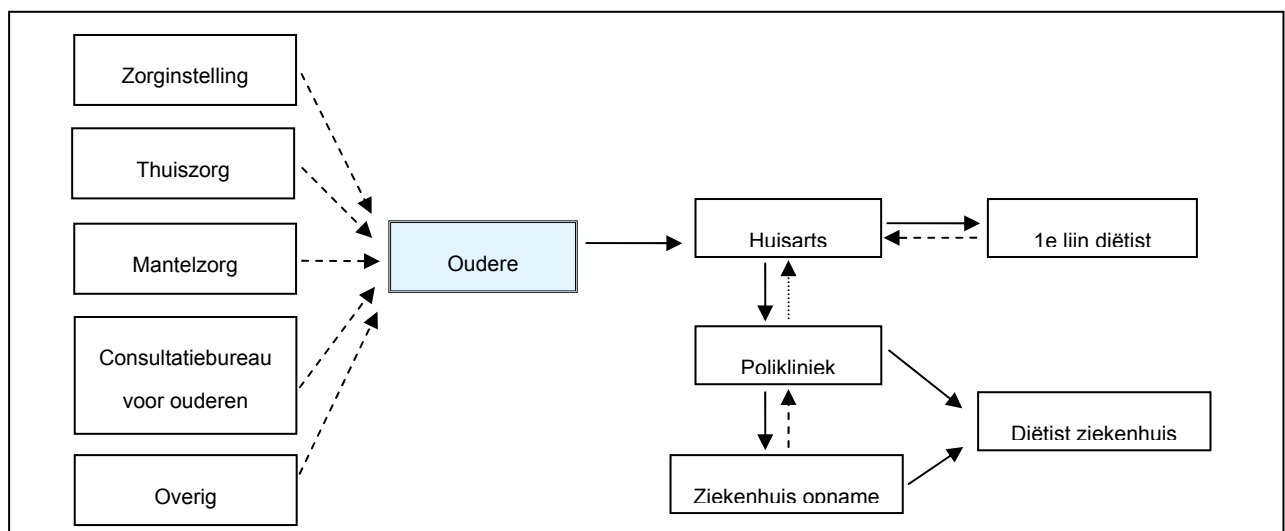 Zorginstelling
Thuiszorg
Mantelzorg
Consultatiebureau
voor ouderen
Overig
Oudere
Huisarts
1e lijn diëtist
Polikliniek
Diëtist ziekenhuis
Ziekenhuis opname